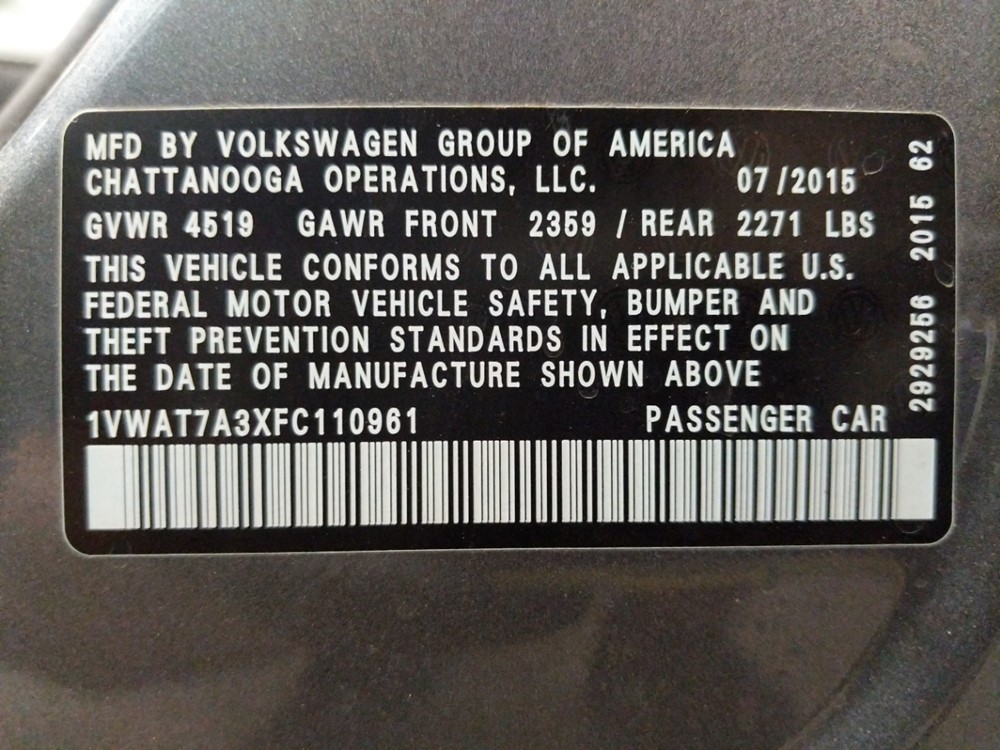 MFD BY VOLKSWAGEN GROUP OF AMERICA
CHATTANOOGA OPERATIONS, LLC. 07/2015
GVWR 4519 GAWR FRONT 2359 / REAR 2271 LBS
THIS VEHICLE CONFORMS TO ALL APPLICABLE U.S.
FEDERAL MOTOR VEHICLE SAFETY, BUMPER AND
THEFT PREVENTION STANDARDS IN EFFECT ON
THE DATE OF MANUFACTURE SHOWN ABOVE
1VWAT7A3XFC110961 PASSENGER CAR
2929256 2015 62